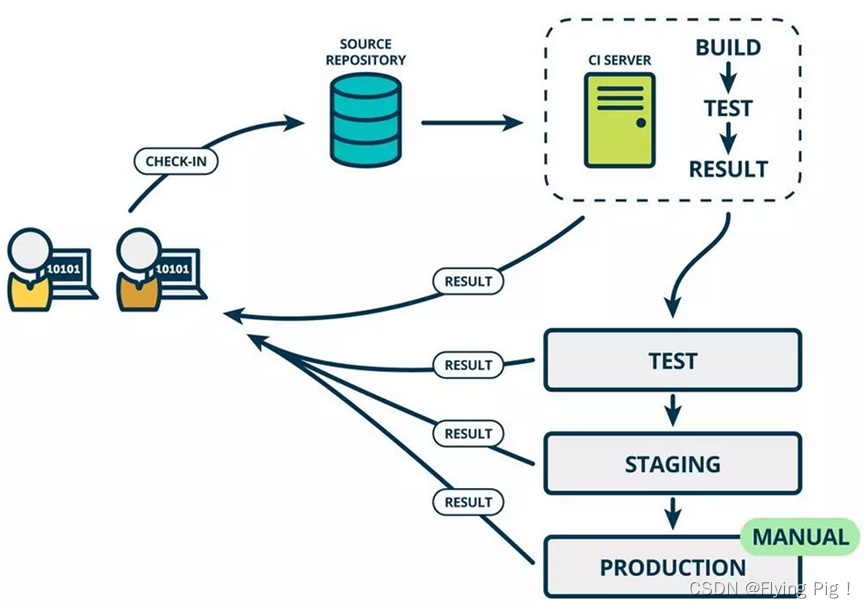 SOURCE
REPOSITORY
CI SERVER
BUILD
TEST
RESULT
CHECK-IN
10101
10101
RESULT
RESULT
TEST
RESULT
STAGING
RESULT
MANUAL
PRODUCTION
CSDN @Flying Pig！